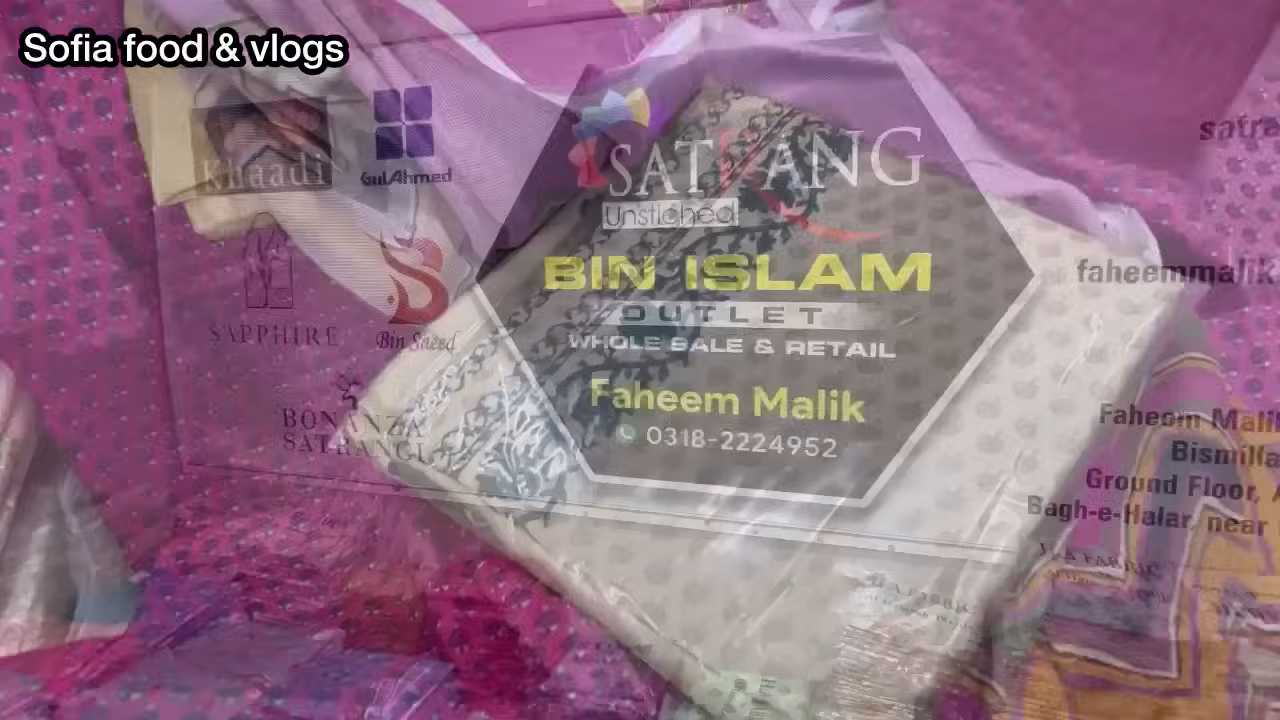 Sofia food & vlogs
Khaadi
GulAhmed
SAPPHIRE
Bin Saeed
BONANZA
SATRANGI
SATRANG
Unstiched
BIN ISLAM
OUTLET
WHOLE SALE & RETAIL
Faheem Malik
0318-2224952
satra
faheemmalik
Faheem Malik
Bismilla
Ground Floor,
Bagh-e-Halar, near